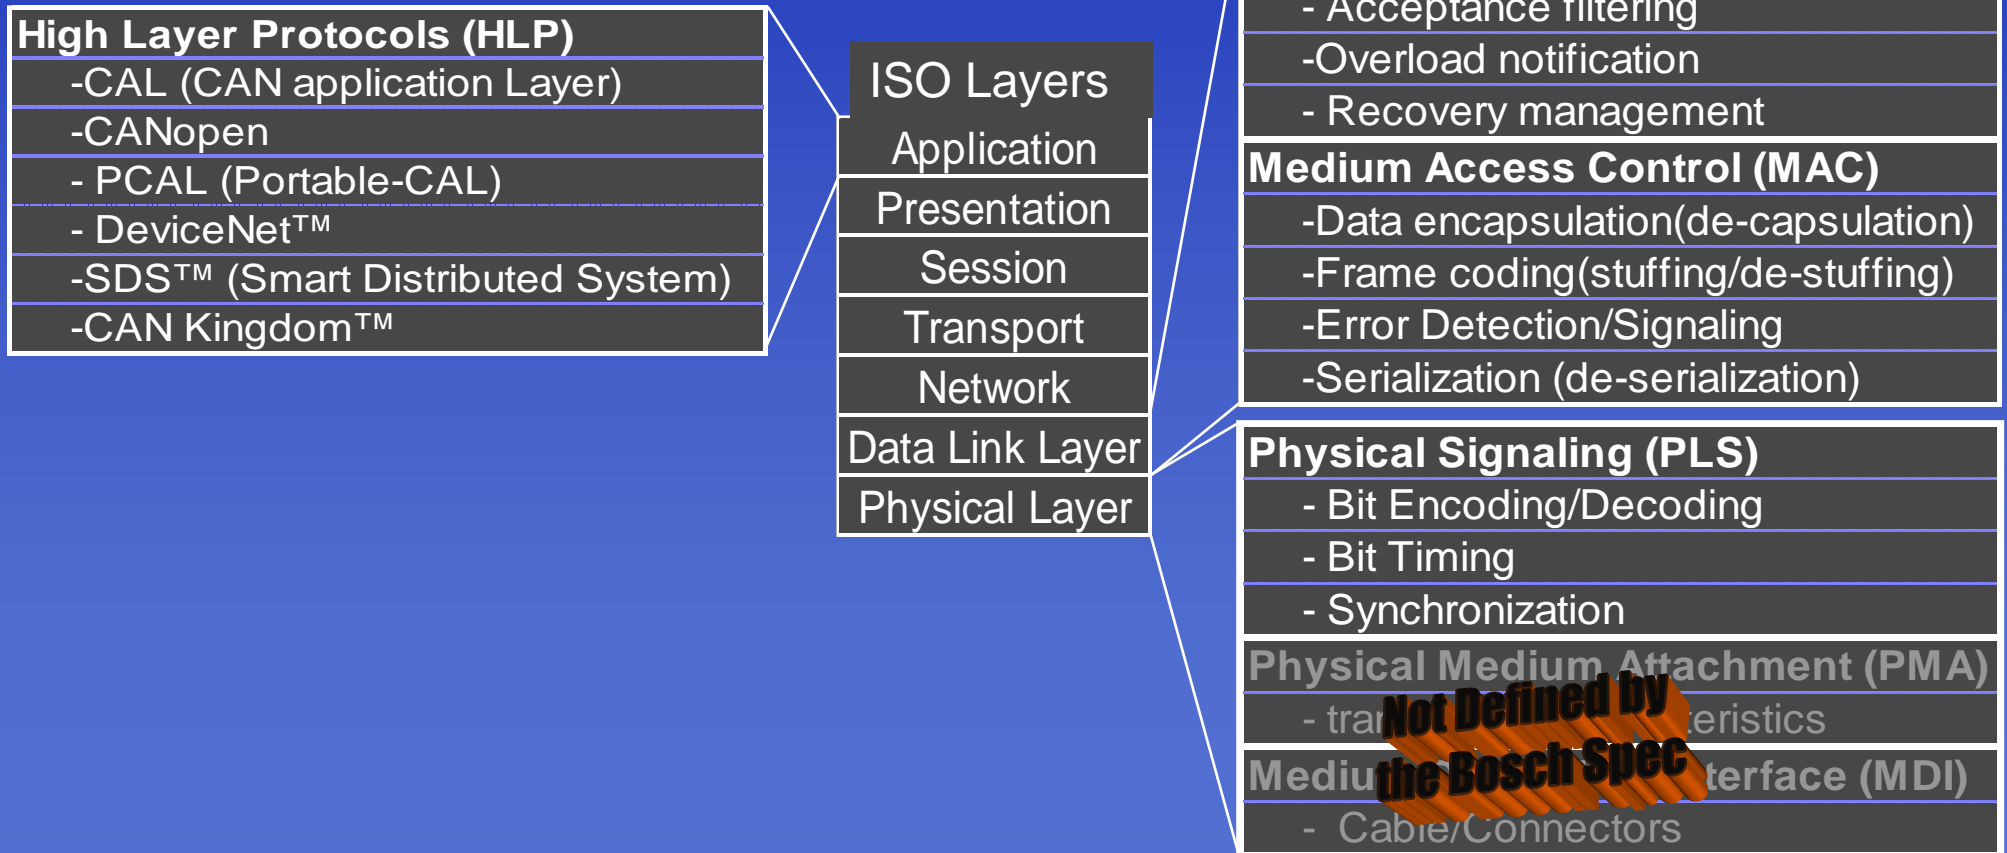 High Layer Protocols (HLP)
-CAL (CAN application Layer)
-CANopen
- PCAL (Portable-CAL)
- DeviceNet™
-SDS™ (Smart Distributed System)
-CAN Kingdom™
ISO Layers
Application
Presentation
Session
Transport
Network
Data Link Layer
Physical Layer
- Acceptance filtering
-Overload notification
- Recovery management
Medium Access Control (MAC)
-Data encapsulation(de-capsulation)
-Frame coding(stuffing/de-stuffing)
-Error Detection/Signaling
-Serialization (de-serialization)
Physical Signaling (PLS)
- Bit Encoding/Decoding
- Bit Timing
- Synchronization
Physical Medium Attachment (PMA)
Not Defined by
the Bosch Spec
(MDI)
- Cable/Connectors